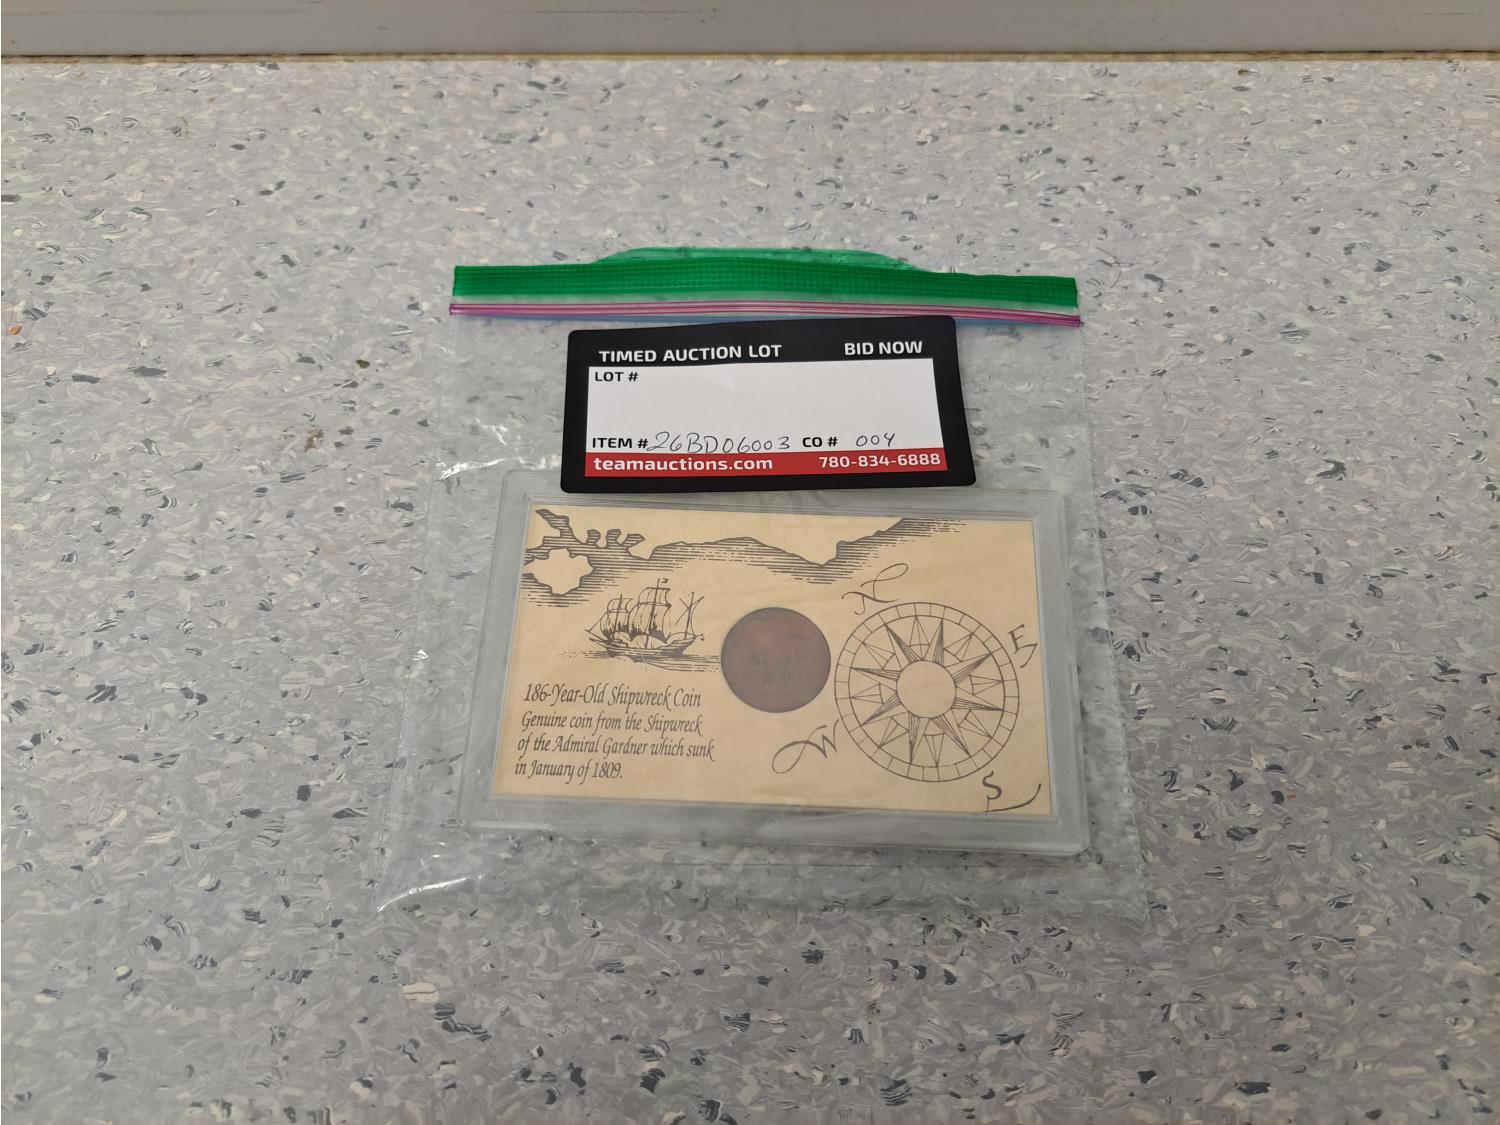 TIMED AUCTION LOT BID NOW
LOT #
ITEM # 26BD06003 CO # 004
teamauctions.com 780-834-6888
N
E
186-Year-Old Shipwreck Coin
Genuine coin from the Shipwreck
of the Admiral Gardner which sunk
in January of 1809.
W
S